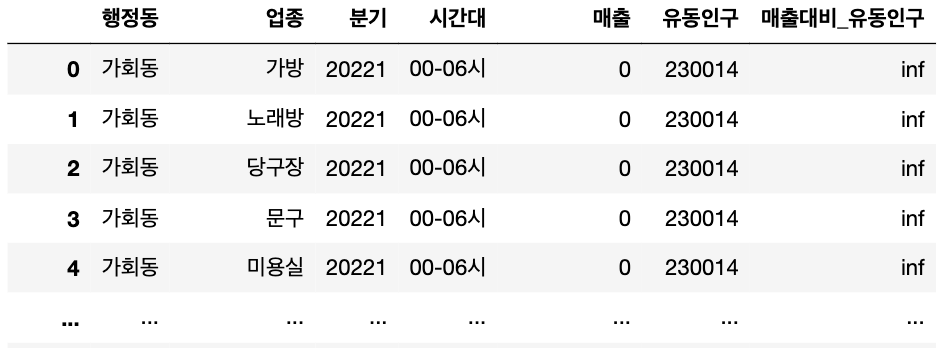 행정동 업종 분기 시간대 매출 유동인구 매출대비_유동인구
0 가회동 가방 20221 00-06시 0 230014 inf
1 가회동 노래방 20221 00-06시 0 230014 inf
2 가회동 당구장 20221 00-06시 0 230014 inf
3 가회동 문구 20221 00-06시 0 230014 inf
4 가회동 미용실 20221 00-06시 0 230014 inf
... ... ... ... ... ... ... ...